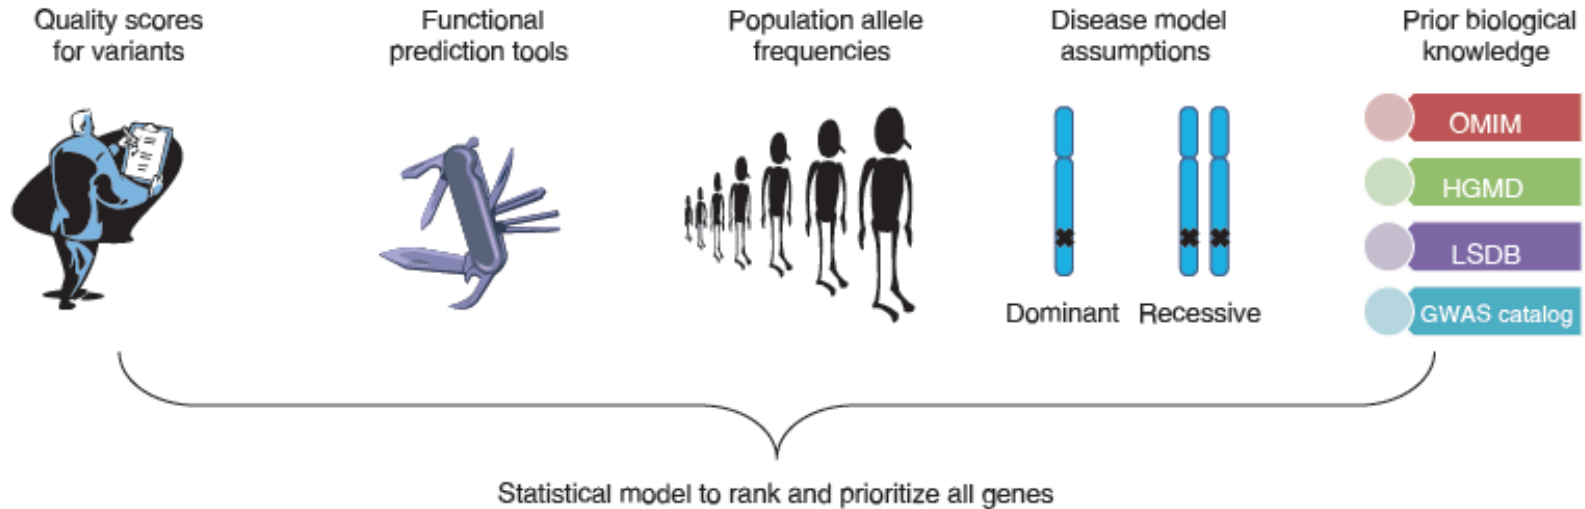 Quality scores
for variants
Functional
prediction tools
Population allele
frequencies
Disease model
assumptions
Prior biological
knowledge
Dominant
Recessive
OMIM
HGMD
LSDB
GWAS catalog
Statistical model to rank and prioritize all genes